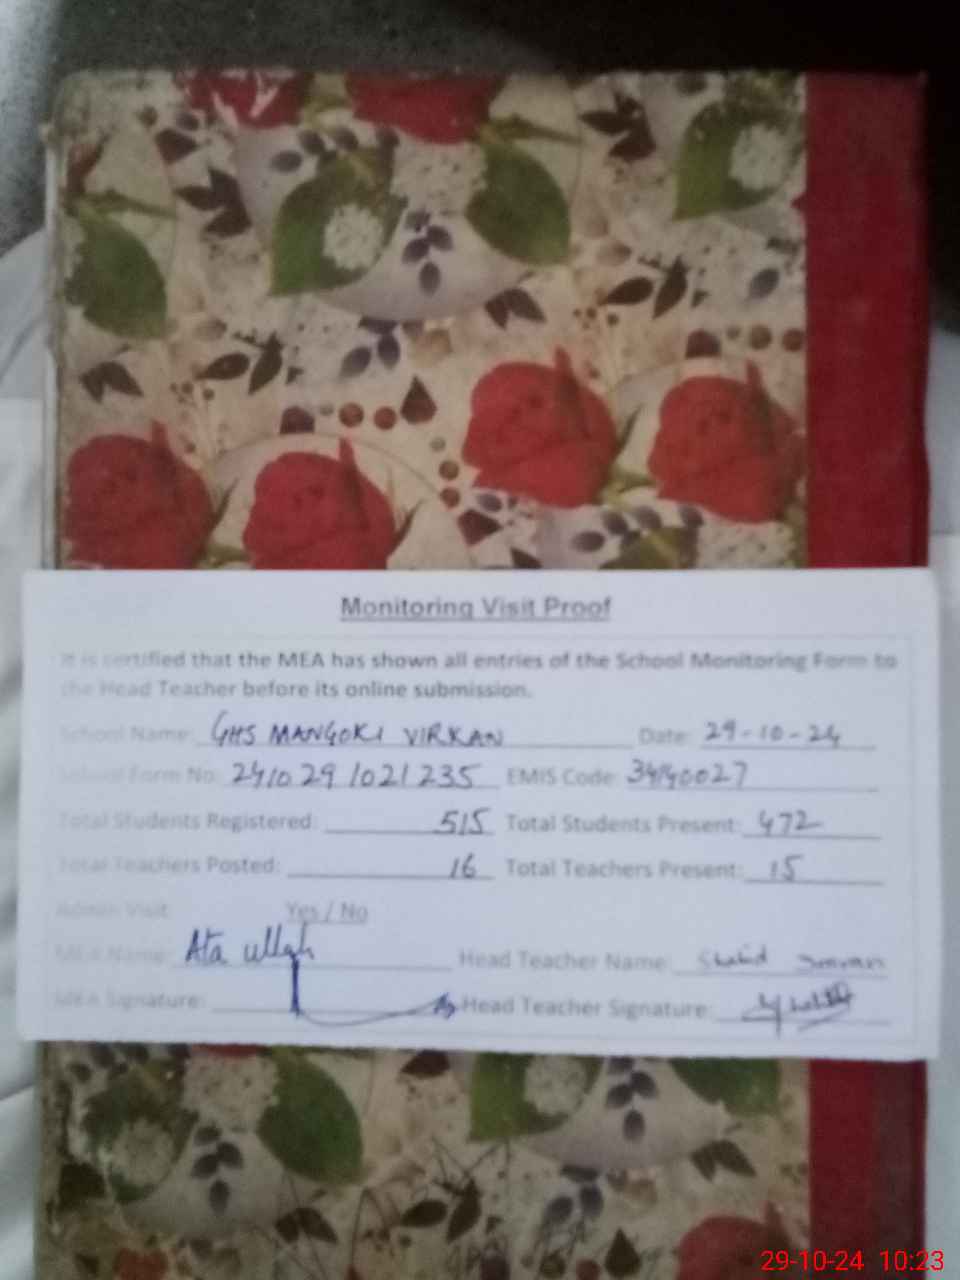 Monitoring Visit Proof
It is certified that the MEA has shown all entries of the School Monitoring Form to
the Head Teacher before its online submission.
School Name: GHS MANGOKI VIRKAN Date: 29-10-24
School Form No: 241029 1021235 EMIS Code: 34140027
Total Students Registered: 515 Total Students Present: 472
Total Teachers Posted: 16 Total Teachers Present: 15
Admin Visit Yes / No
MEA Name: Ata ullah Head Teacher Name: Shahid Imran
MEA Signature: Head Teacher Signature:
29-10-24 10:23